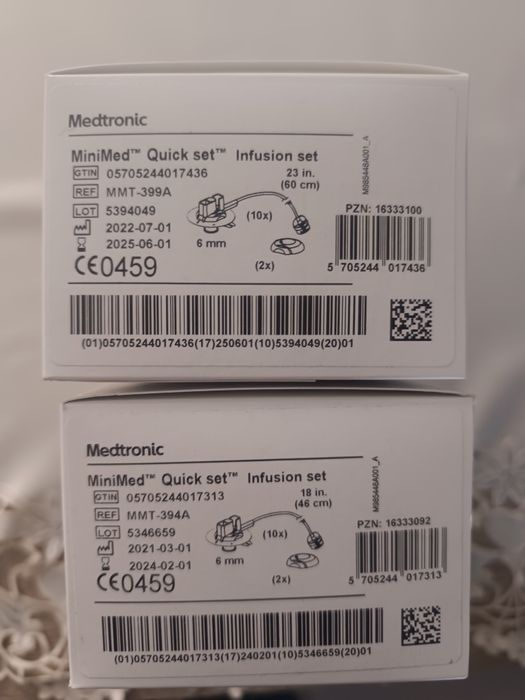 Medtronic
MiniMed™ Quick set™ Infusion set
GTIN 05705244017436
23 in.
(60 cm)
REF MMT-399A
LOT 5394049
(10x)
2022-07-01
2025-06-01
6 mm
(2x)
CE0459
M985448A001_A
PZN: 16333100
5 705244 017436
(01)05705244017436(17)250601(10)5394049(20)01
Medtronic
MiniMed™ Quick set™ Infusion set
GTIN 05705244017313
18 in.
(46 cm)
REF MMT-394A
LOT 5346659
(10x)
2021-03-01
2024-02-01
6 mm
(2x)
CE0459
M985448A001_A
PZN: 16333092
5 705244 017313
(01)05705244017313(17)240201(10)5346659(20)01